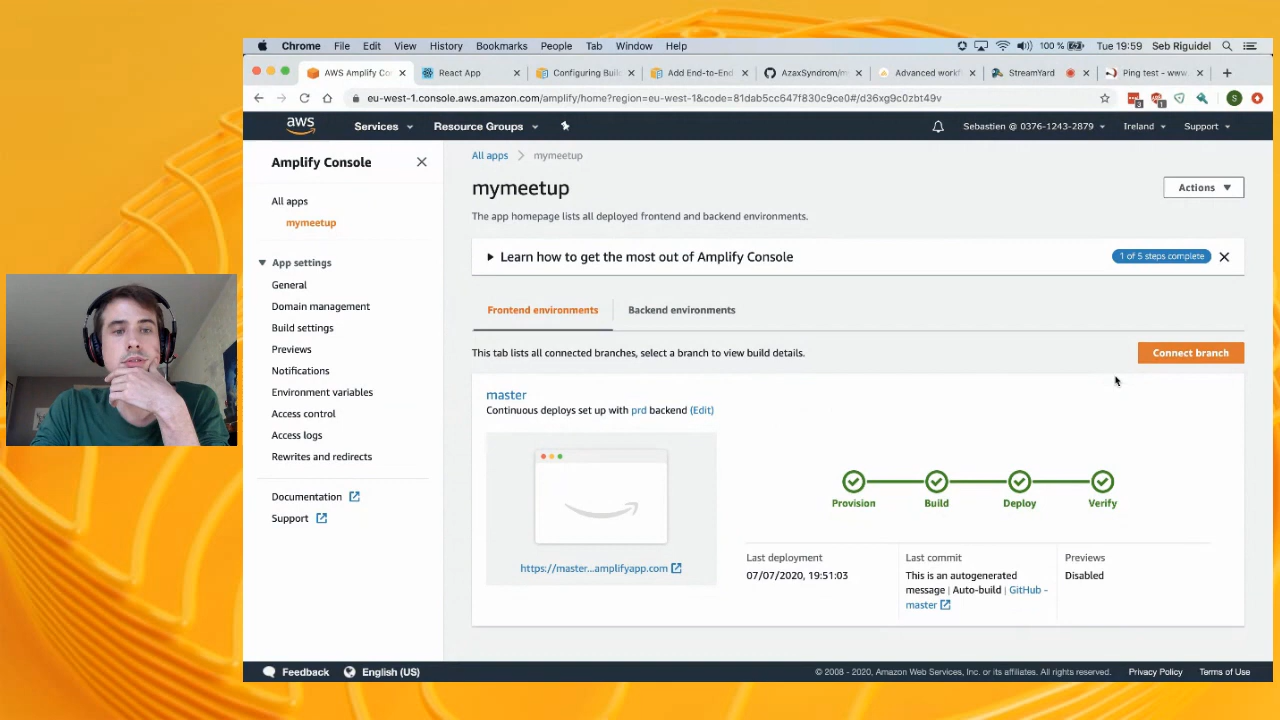 Chrome File Edit View History Bookmarks People Tab Window Help 100 % Tue 19:59 Seb Riguidel
AWS Amplify Co React App Configuring Buil Add End-to-End AzaxSyndrom/m Advanced workf StreamYard Ping test - www.
eu-west-1.console.aws.amazon.com/amplify/home?region=eu-west-1&code=81dab5cc647f830c9ce0#/d36xg9c0zbt49v
aws Services Resource Groups Sebastien @ 0376-1243-2879 Ireland Support
Amplify Console
All apps
mymeetup
App settings
General
Domain management
Build settings
Previews
Notifications
Environment variables
Access control
Access logs
Rewrites and redirects
Documentation
Support
All apps > mymeetup
mymeetup
Actions
The app homepage lists all deployed frontend and backend environments.
Learn how to get the most out of Amplify Console 1 of 5 steps complete
Frontend environments Backend environments
This tab lists all connected branches, select a branch to view build details. Connect branch
master
Continuous deploys set up with prd backend (Edit)
https://master...amplifyapp.com
Provision Build Deploy Verify
Last deployment
07/07/2020, 19:51:03
Last commit
This is an autogenerated
message | Auto-build | GitHub -
master
Previews
Disabled
Feedback English (US) © 2008 - 2020, Amazon Web Services, Inc. or its affiliates. All rights reserved. Privacy Policy Terms of Use